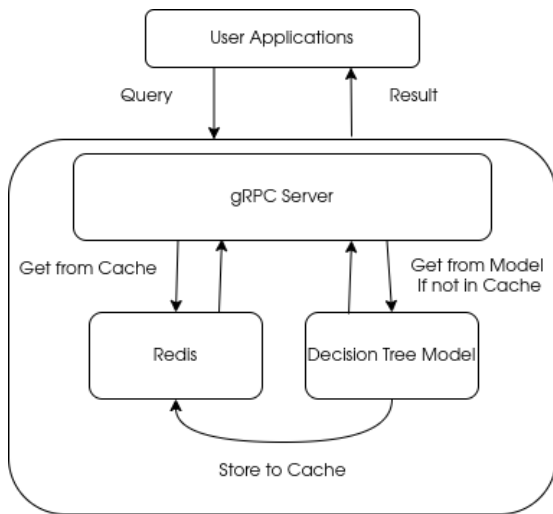 User Applications
Query
Result
gRPC Server
Get from Cache
Get from Model
If not in Cache
Redis
Decision Tree Model
Store to Cache